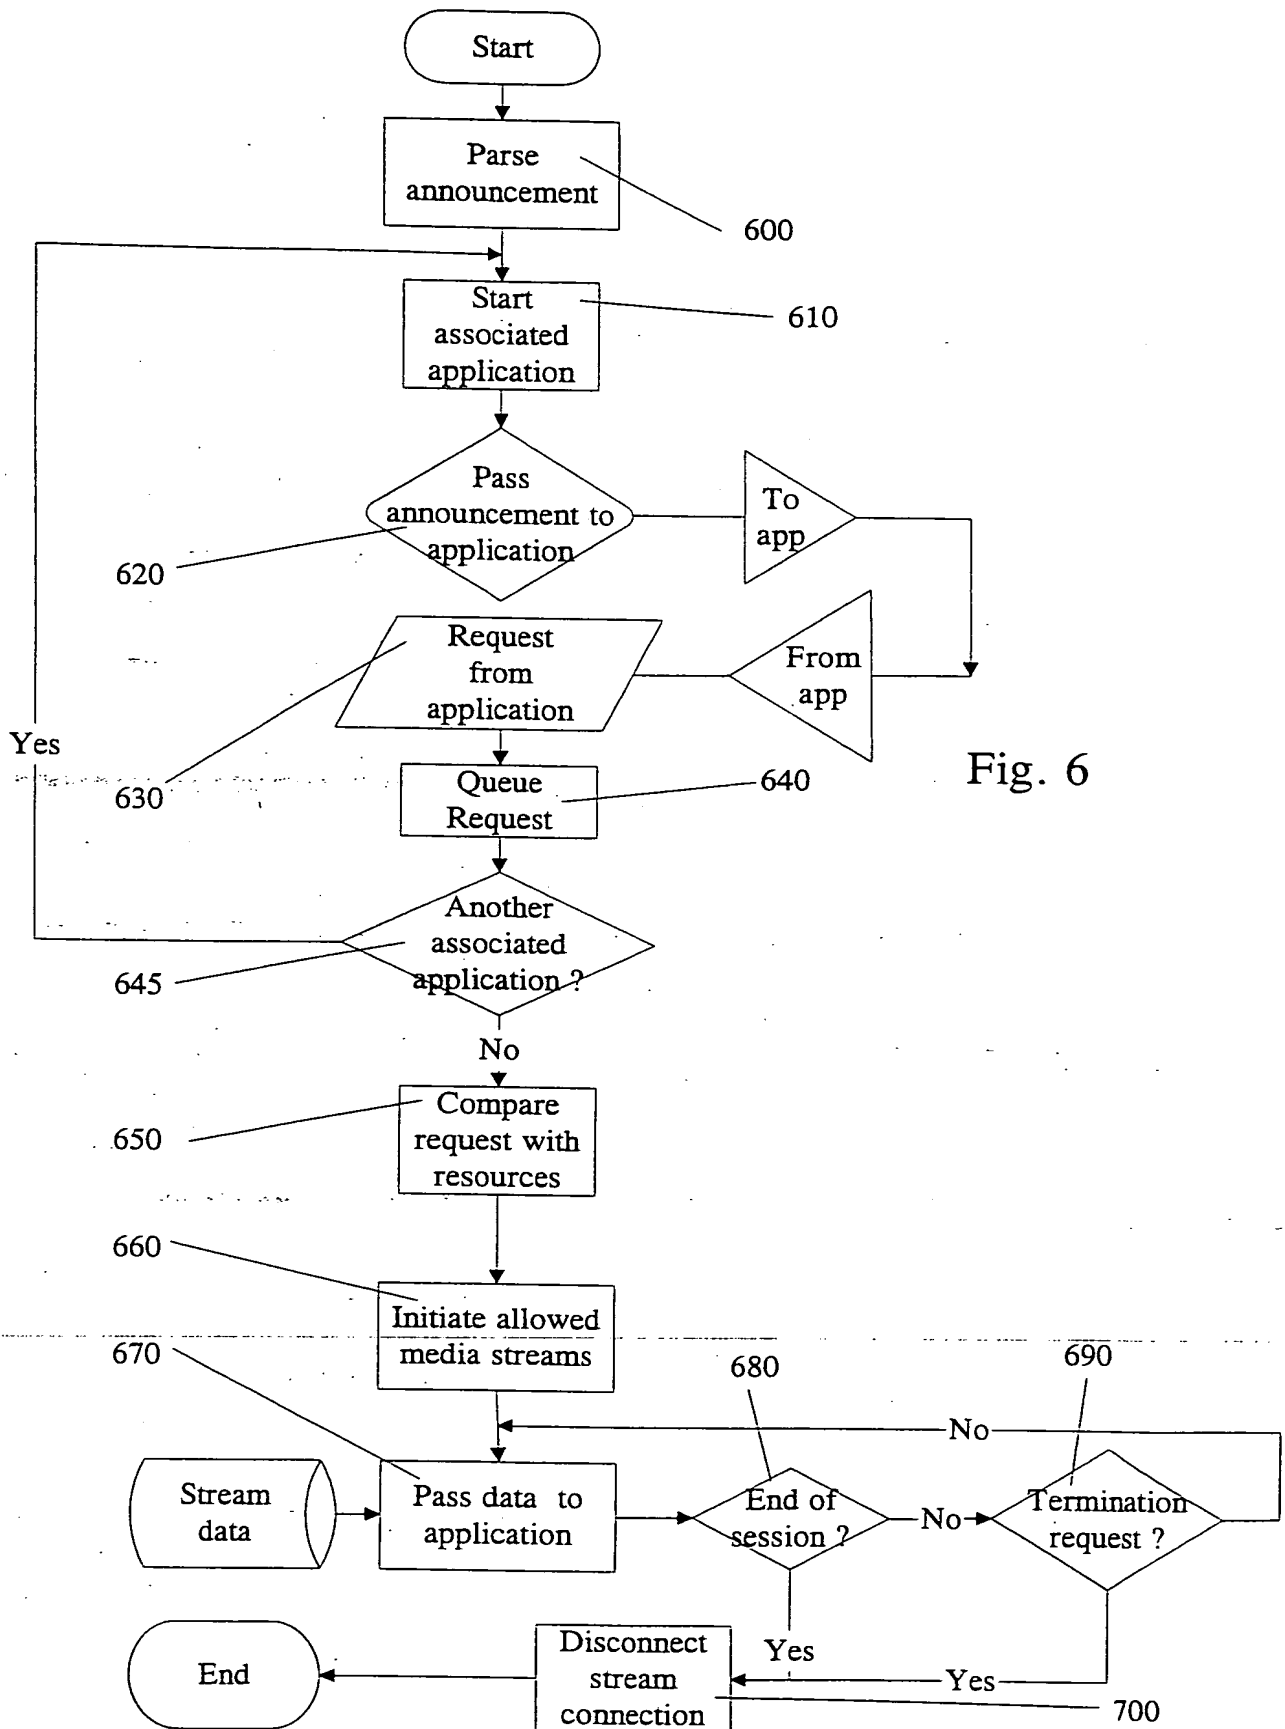 Start
Parse
announcement
600
Start
associated
application
610
Pass
announcement to
application
620
To
app
Request
from
application
630
From
app
Yes
Fig. 6
Queue
Request
640
Another
associated
application ?
645
No
Compare
request with
resources
650
660
Initiate allowed
media streams
670
680
690
No
Stream
data
Pass data to
application
End of
session ?
No
Termination
request ?
Yes
Yes
Disconnect
stream
connection
700
End